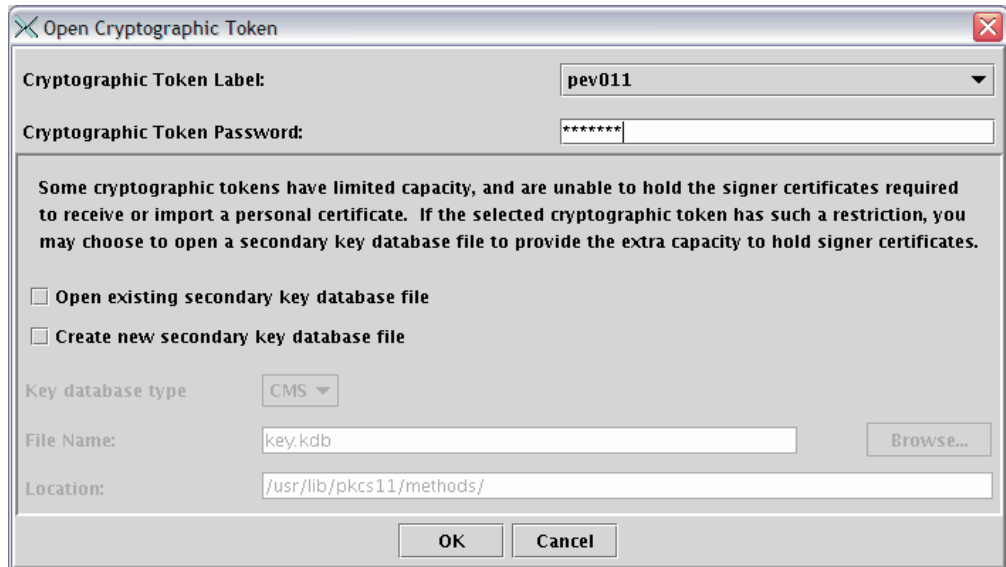 Open Cryptographic Token
Cryptographic Token Label: pev011
Cryptographic Token Password: *******
Some cryptographic tokens have limited capacity, and are unable to hold the signer certificates required
to receive or import a personal certificate. If the selected cryptographic token has such a restriction, you
may choose to open a secondary key database file to provide the extra capacity to hold signer certificates.
Open existing secondary key database file
Create new secondary key database file
Key database type CMS
File Name: key.kdb Browse...
Location: /usr/lib/pkcs11/methods/
OK Cancel